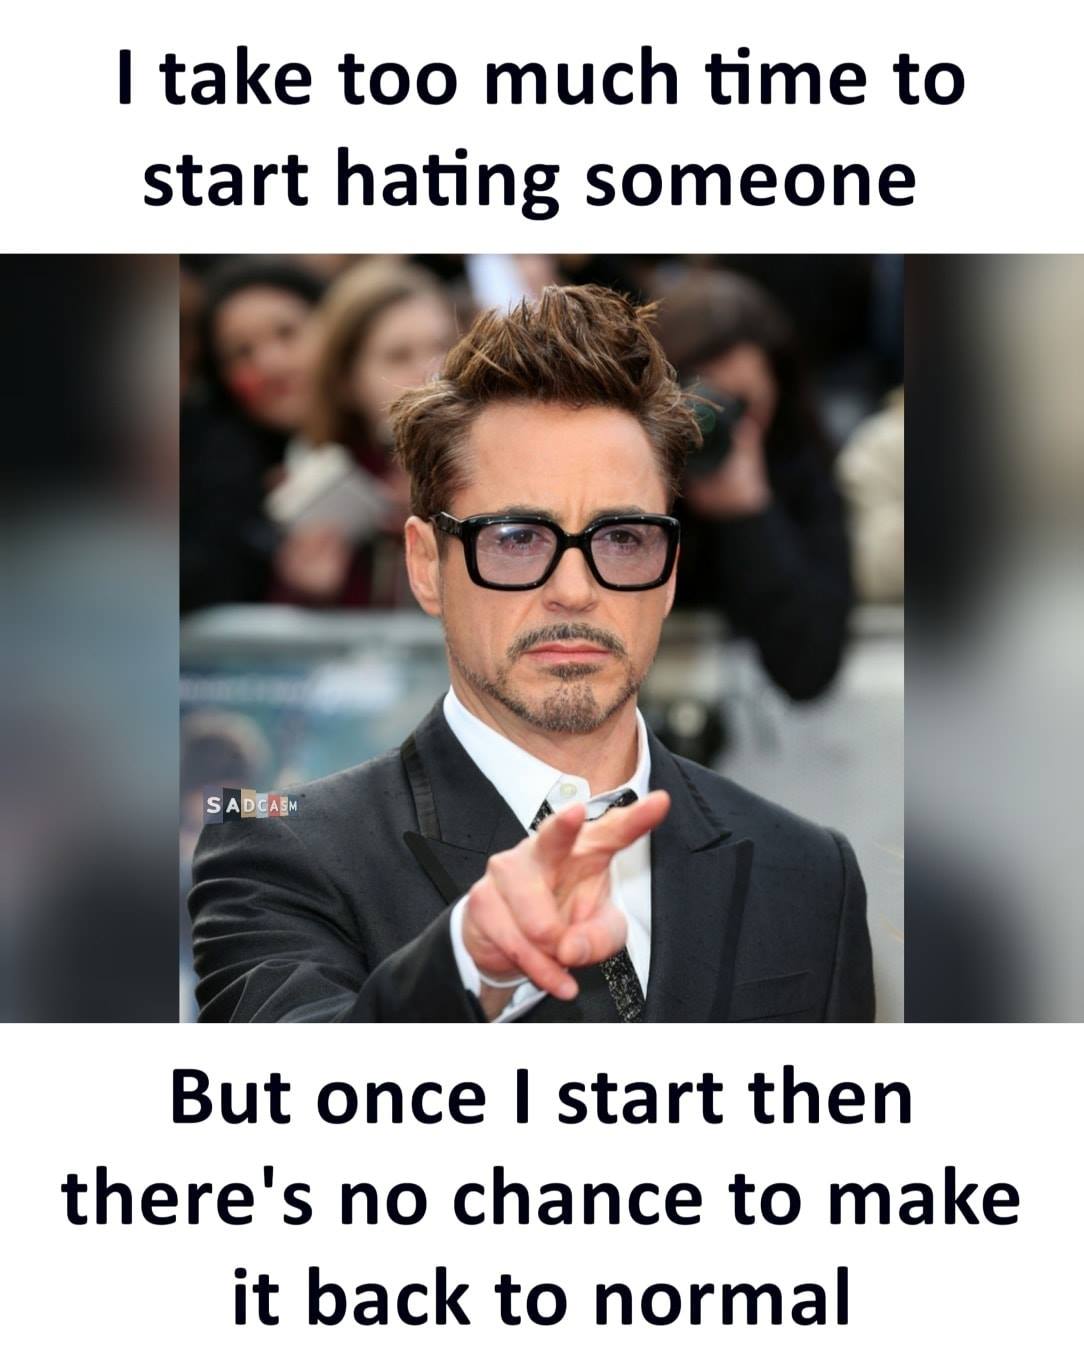 I take too much time to
start hating someone
SADCASM
But once I start then
there's no chance to make
it back to normal